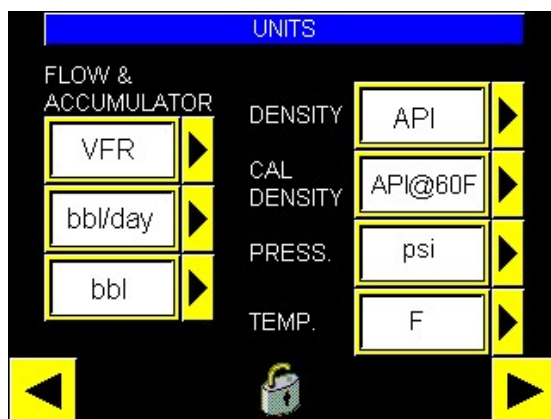 UNITS
FLOW &
ACCUMULATOR
VFR
bbl/day
bbl
DENSITY
API
CAL
DENSITY
API@60F
PRESS.
psi
TEMP.
F